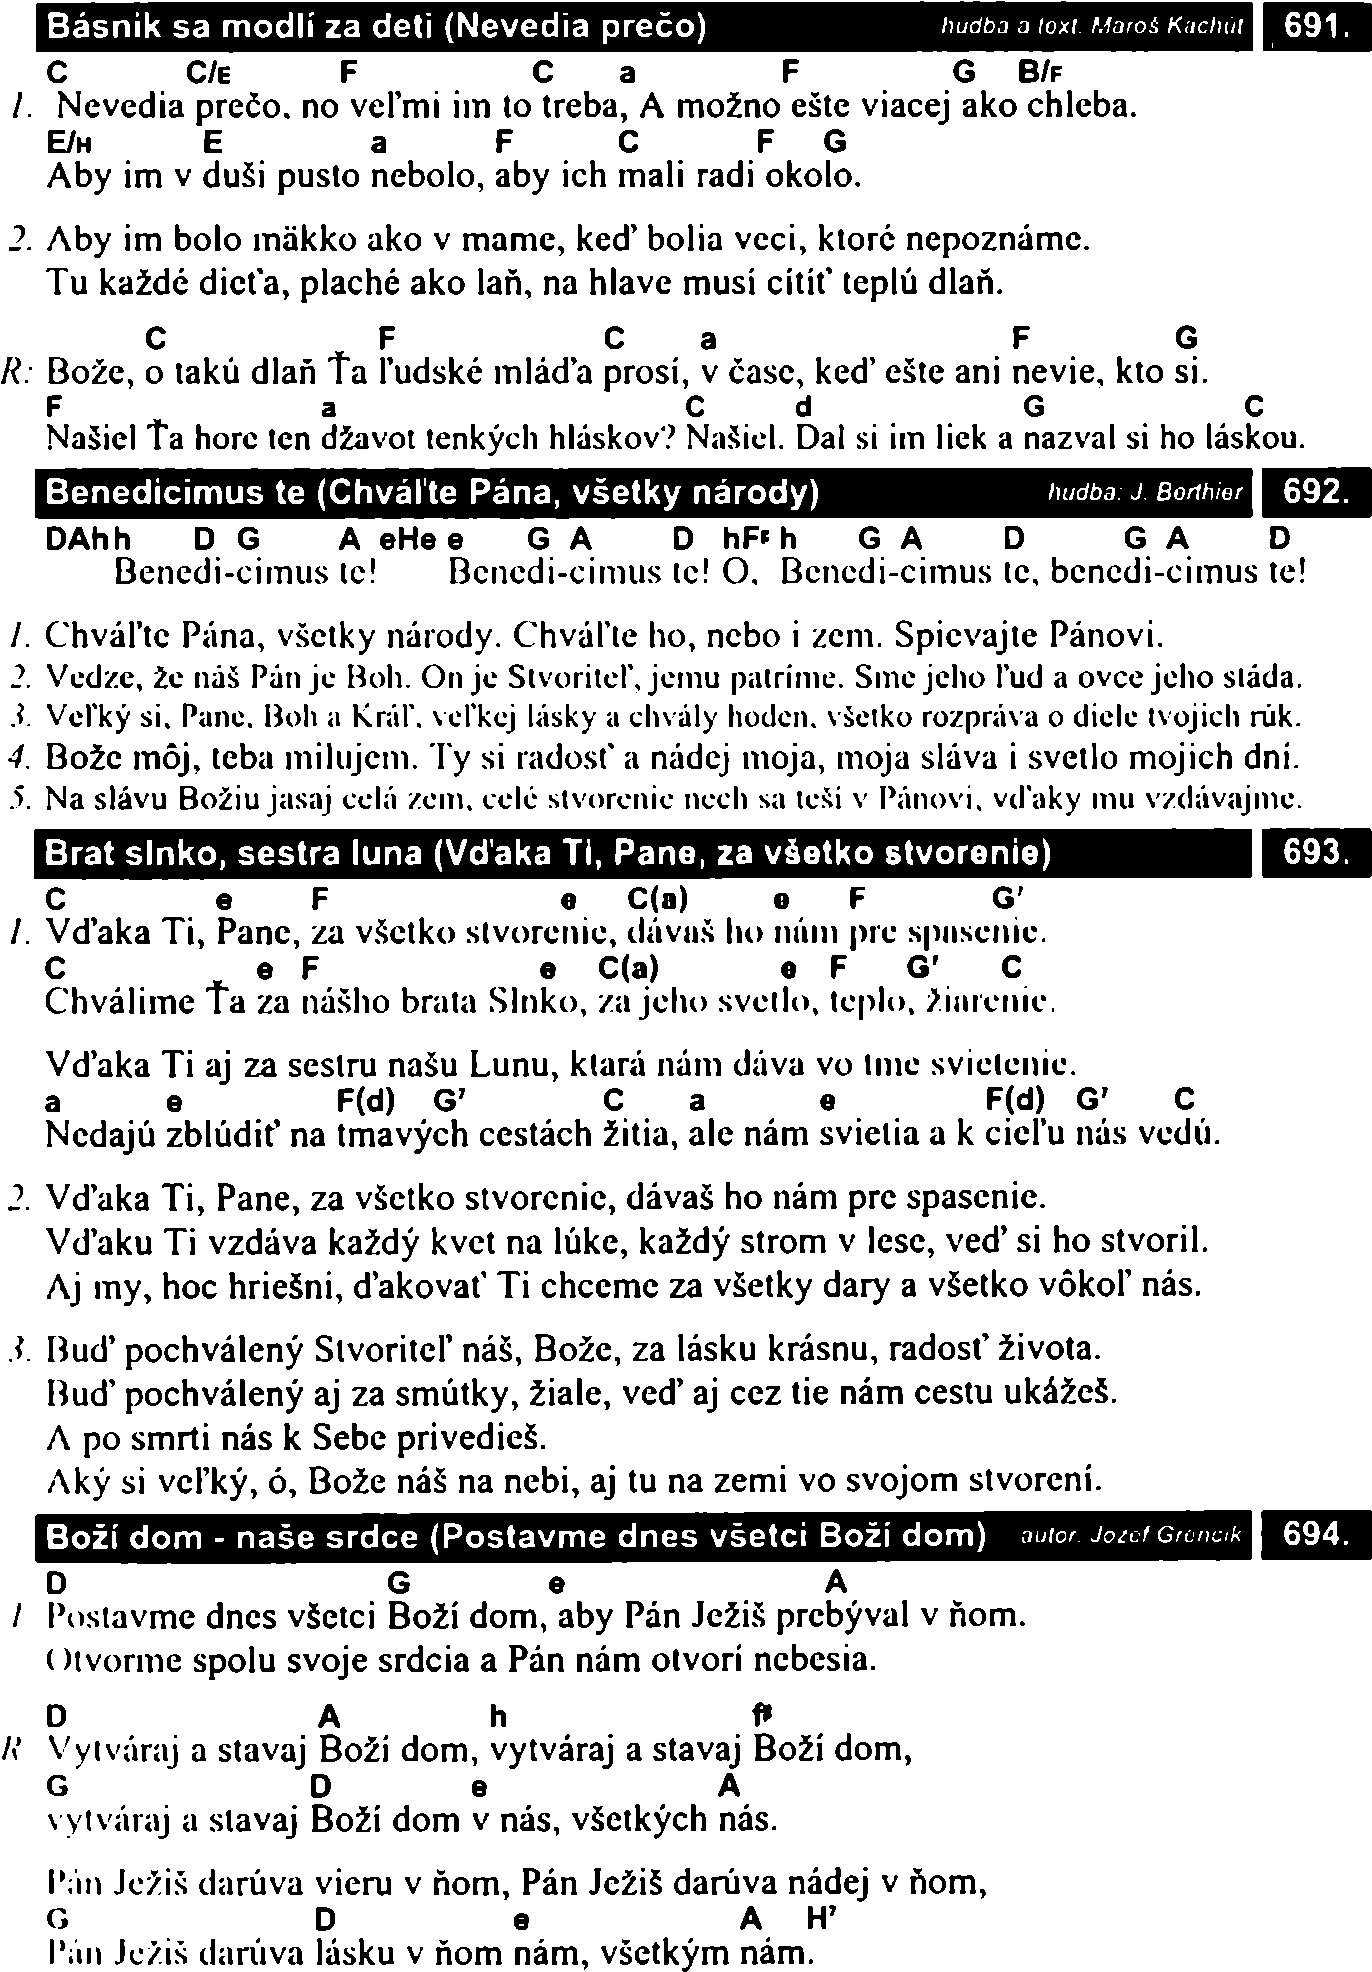 Básnik sa modlí za deti (Nevedia prečo) hudba a text: Maroš Kachút 691.
C C/E F C a F G B/F
1. Nevedia prečo, no veľmi im to treba, A možno ešte viacej ako chleba.
E/H E a F C F G
Aby im v duši pusto nebolo, aby ich mali radi okolo.
2. Aby im bolo mäkko ako v mame, keď bolia veci, ktoré nepoznáme.
Tu každé dieťa, plaché ako laň, na hlave musí cítiť teplú dlaň.
C F C a F G
R: Bože, o takú dlaň Ťa ľudské mláďa prosí, v čase, keď ešte ani nevie, kto si.
F a C d G C
Našiel Ťa hore ten džavot tenkých hláskov? Našiel. Dal si im liek a nazval si ho láskou.
Benedicimus te (Chváľte Pána, všetky národy) hudba: J. Berthier 692.
DAhh D G A eHe e G A D hF# h G A D G A D
Benedi-cimus te! Benedi-cimus te! O, Benedi-cimus te, benedi-cimus te!
1. Chváľte Pána, všetky národy. Chváľte ho, nebo i zem. Spievajte Pánovi.
2. Vedze, že náš Pán je Boh. On je Stvoriteľ, jemu patríme. Sme jeho ľud a ovce jeho stáda.
3. Veľký si, Pane, Boh a Kráľ, veľkej lásky a chvály hoden, všetko rozpráva o diele tvojich rúk.
4. Bože môj, teba milujem. Ty si radosť a nádej moja, moja sláva i svetlo mojich dní.
5. Na slávu Božiu jasaj celá zem, celé stvorenie nech sa teší v Pánovi, vďaky mu vzdávajme.
Brat slnko, sestra luna (Vďaka Ti, Pane, za všetko stvorenie) 693.
C e F e C(a) e F G'
1. Vďaka Ti, Pane, za všetko stvorenie, dávaš ho nám pre spasenie.
C e F e C(a) e F G' C
Chválime Ťa za nášho brata Slnko, za jeho svetlo, teplo, žiarenie.
Vďaka Ti aj za sestru našu Lunu, ktará nám dáva vo tme svietenie.
a e F(d) G' C a e F(d) G' C
Nedajú zblúdiť na tmavých cestách žitia, ale nám svietia a k cieľu nás vedú.
2. Vďaka Ti, Pane, za všetko stvorenie, dávaš ho nám pre spasenie.
Vďaku Ti vzdáva každý kvet na lúke, každý strom v lese, veď si ho stvoril.
Aj my, hoc hriešni, ďakovať Ti chceme za všetky dary a všetko vôkoľ nás.
3. Buď pochválený Stvoriteľ náš, Bože, za lásku krásnu, radosť života.
Buď pochválený aj za smútky, žiale, veď aj cez tie nám cestu ukážeš.
A po smrti nás k Sebe privedieš.
Aký si veľký, ó, Bože náš na nebi, aj tu na zemi vo svojom stvorení.
Boží dom - naše srdce (Postavme dnes všetci Boží dom) autor: Jozef Grenčík 694.
D G e A
1 Postavme dnes všetci Boží dom, aby Pán Ježiš prebýval v ňom.
Otvorme spolu svoje srdcia a Pán nám otvorí nebesia.
D A h f#
R Vytváraj a stavaj Boží dom, vytváraj a stavaj Boží dom,
G D e A
vytváraj a stavaj Boží dom v nás, všetkých nás.
Pán Ježiš darúva vieru v ňom, Pán Ježiš darúva nádej v ňom,
G D e A H'
Pán Ježiš darúva lásku v ňom nám, všetkým nám.